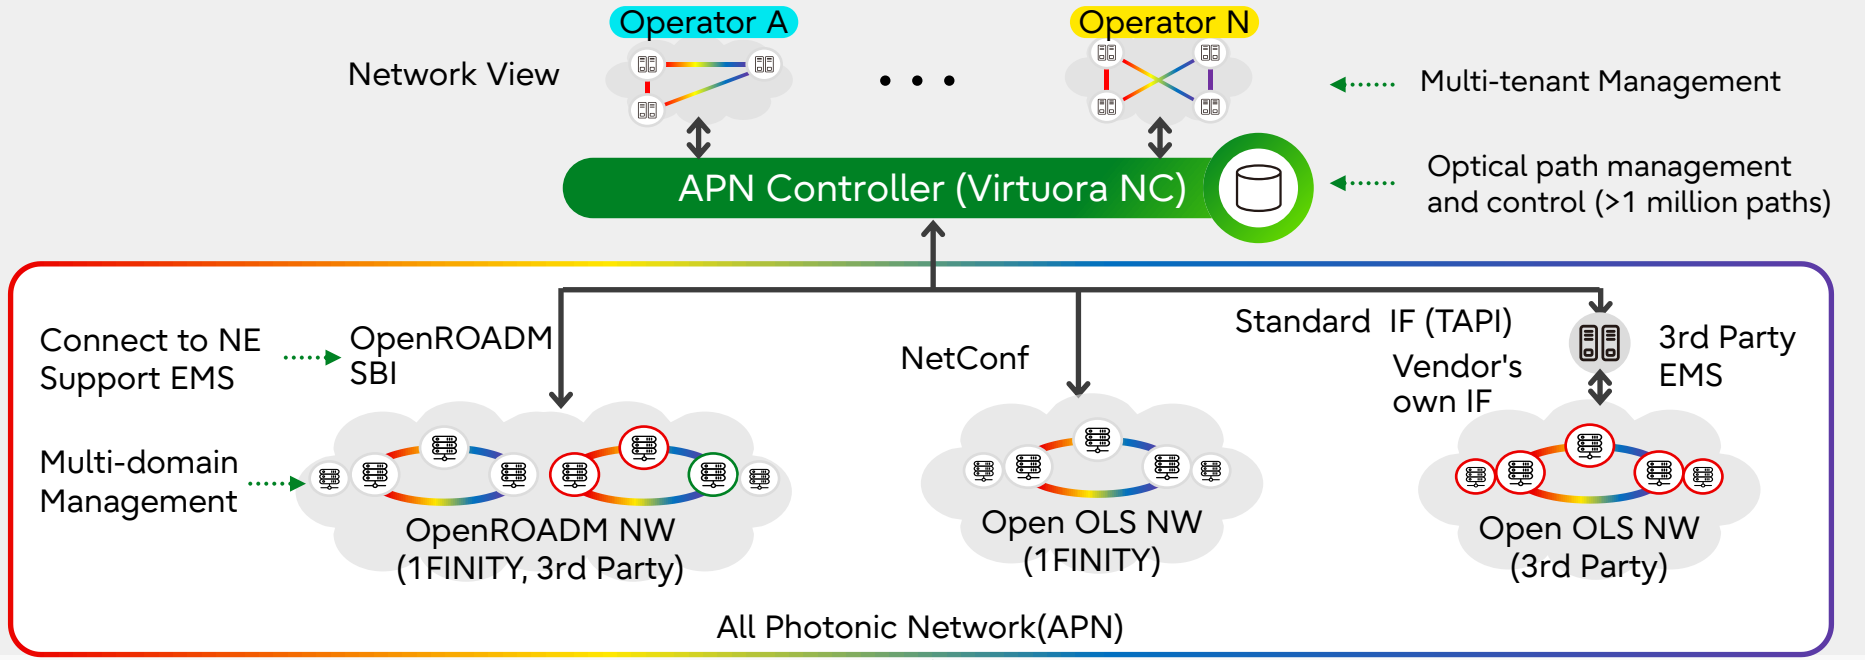 Operator A
Operator N
Network View
Multi-tenant Management
APN Controller (Virtuora NC)
Optical path management
and control (>1 million paths)
Connect to NE
Support EMS
OpenROADM
SBI
NetConf
Standard IF (TAPI)
Vendor's
own IF
3rd Party
EMS
Multi-domain
Management
OpenROADM NW
(1FINITY, 3rd Party)
Open OLS NW
(1FINITY)
Open OLS NW
(3rd Party)
All Photonic Network(APN)